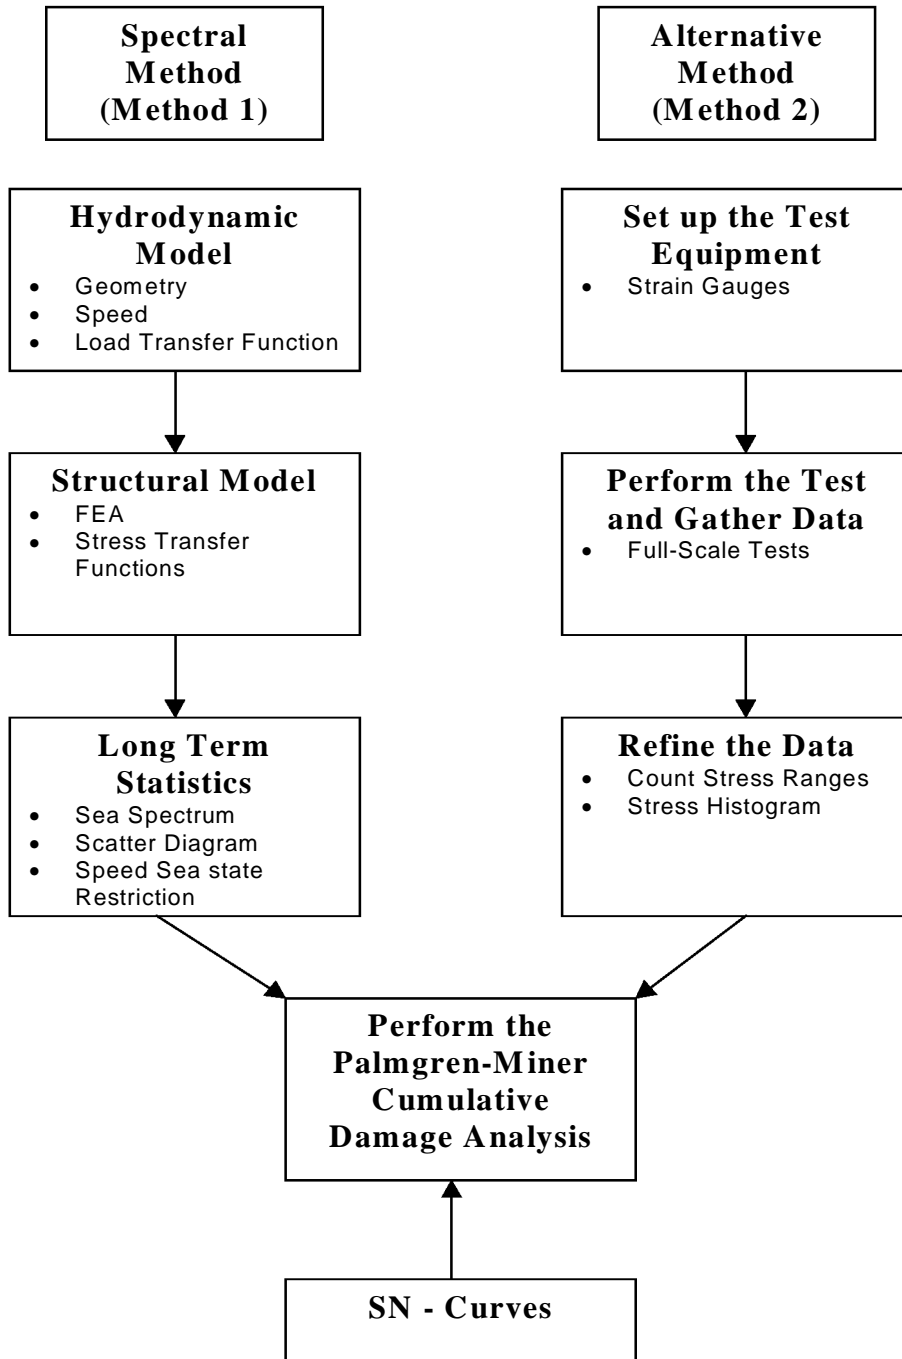 Spectral
Method
(Method 1)
Alternative
Method
(Method 2)
Hydrodynamic
Model
• Geometry
• Speed
• Load Transfer Function
Set up the Test
Equipment
• Strain Gauges
Structural Model
• FEA
• Stress Transfer
Functions
Perform the Test
and Gather Data
• Full-Scale Tests
Long Term
Statistics
• Sea Spectrum
• Scatter Diagram
• Speed Sea state
Restriction
Refine the Data
• Count Stress Ranges
• Stress Histogram
Perform the
Palmgren-Miner
Cumulative
Damage Analysis
SN - Curves